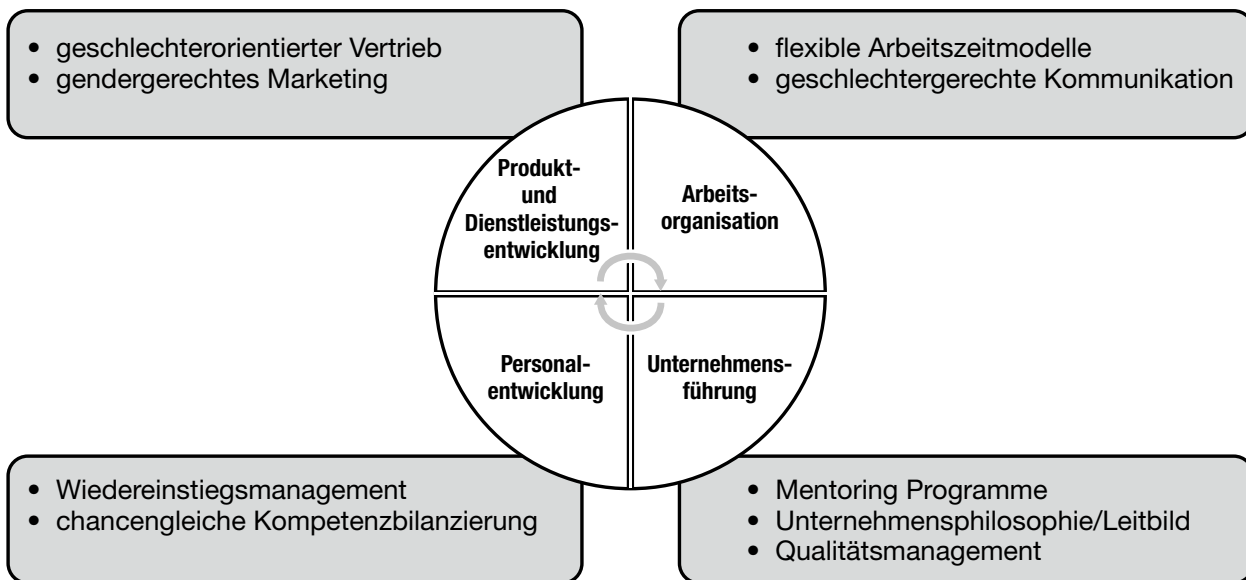 • geschlechterorientierter Vertrieb
• gendergerechtes Marketing
• flexible Arbeitszeitmodelle
• geschlechtergerechte Kommunikation
Produkt-
und
Dienstleistungs-
entwicklung
Arbeits-
organisation
Personal-
entwicklung
Unternehmens-
führung
• Wiedereinstiegsmanagement
• chancengleiche Kompetenzbilanzierung
• Mentoring Programme
• Unternehmensphilosophie/Leitbild
• Qualitätsmanagement